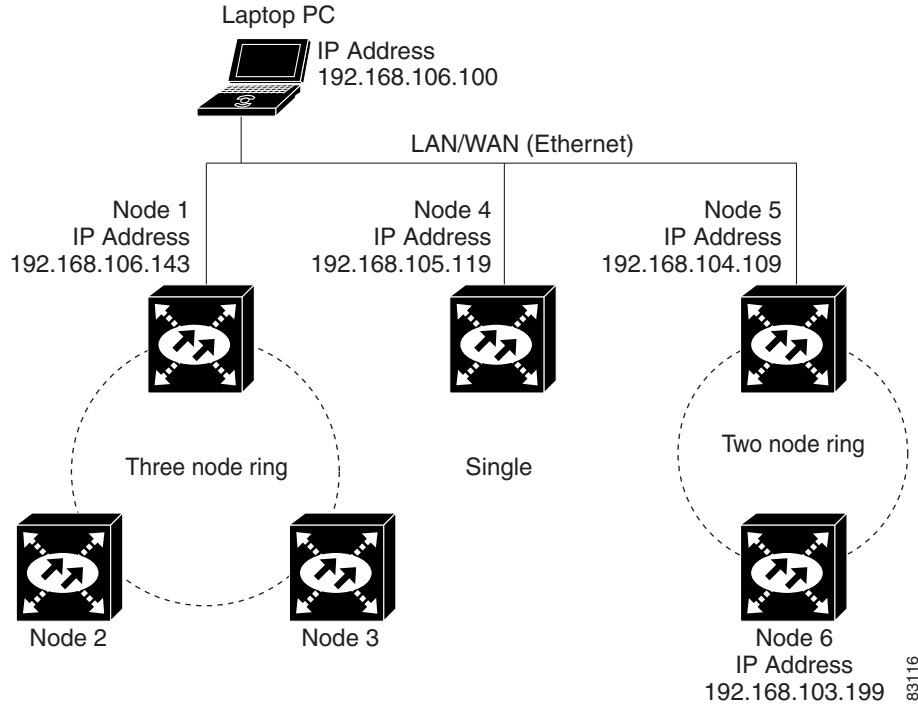 Laptop PC
IP Address
192.168.106.100
LAN/WAN (Ethernet)
Node 1
IP Address
192.168.106.143
Node 4
IP Address
192.168.105.119
Node 5
IP Address
192.168.104.109
Three node ring
Single
Two node ring
Node 2
Node 3
Node 6
IP Address
192.168.103.199
83116